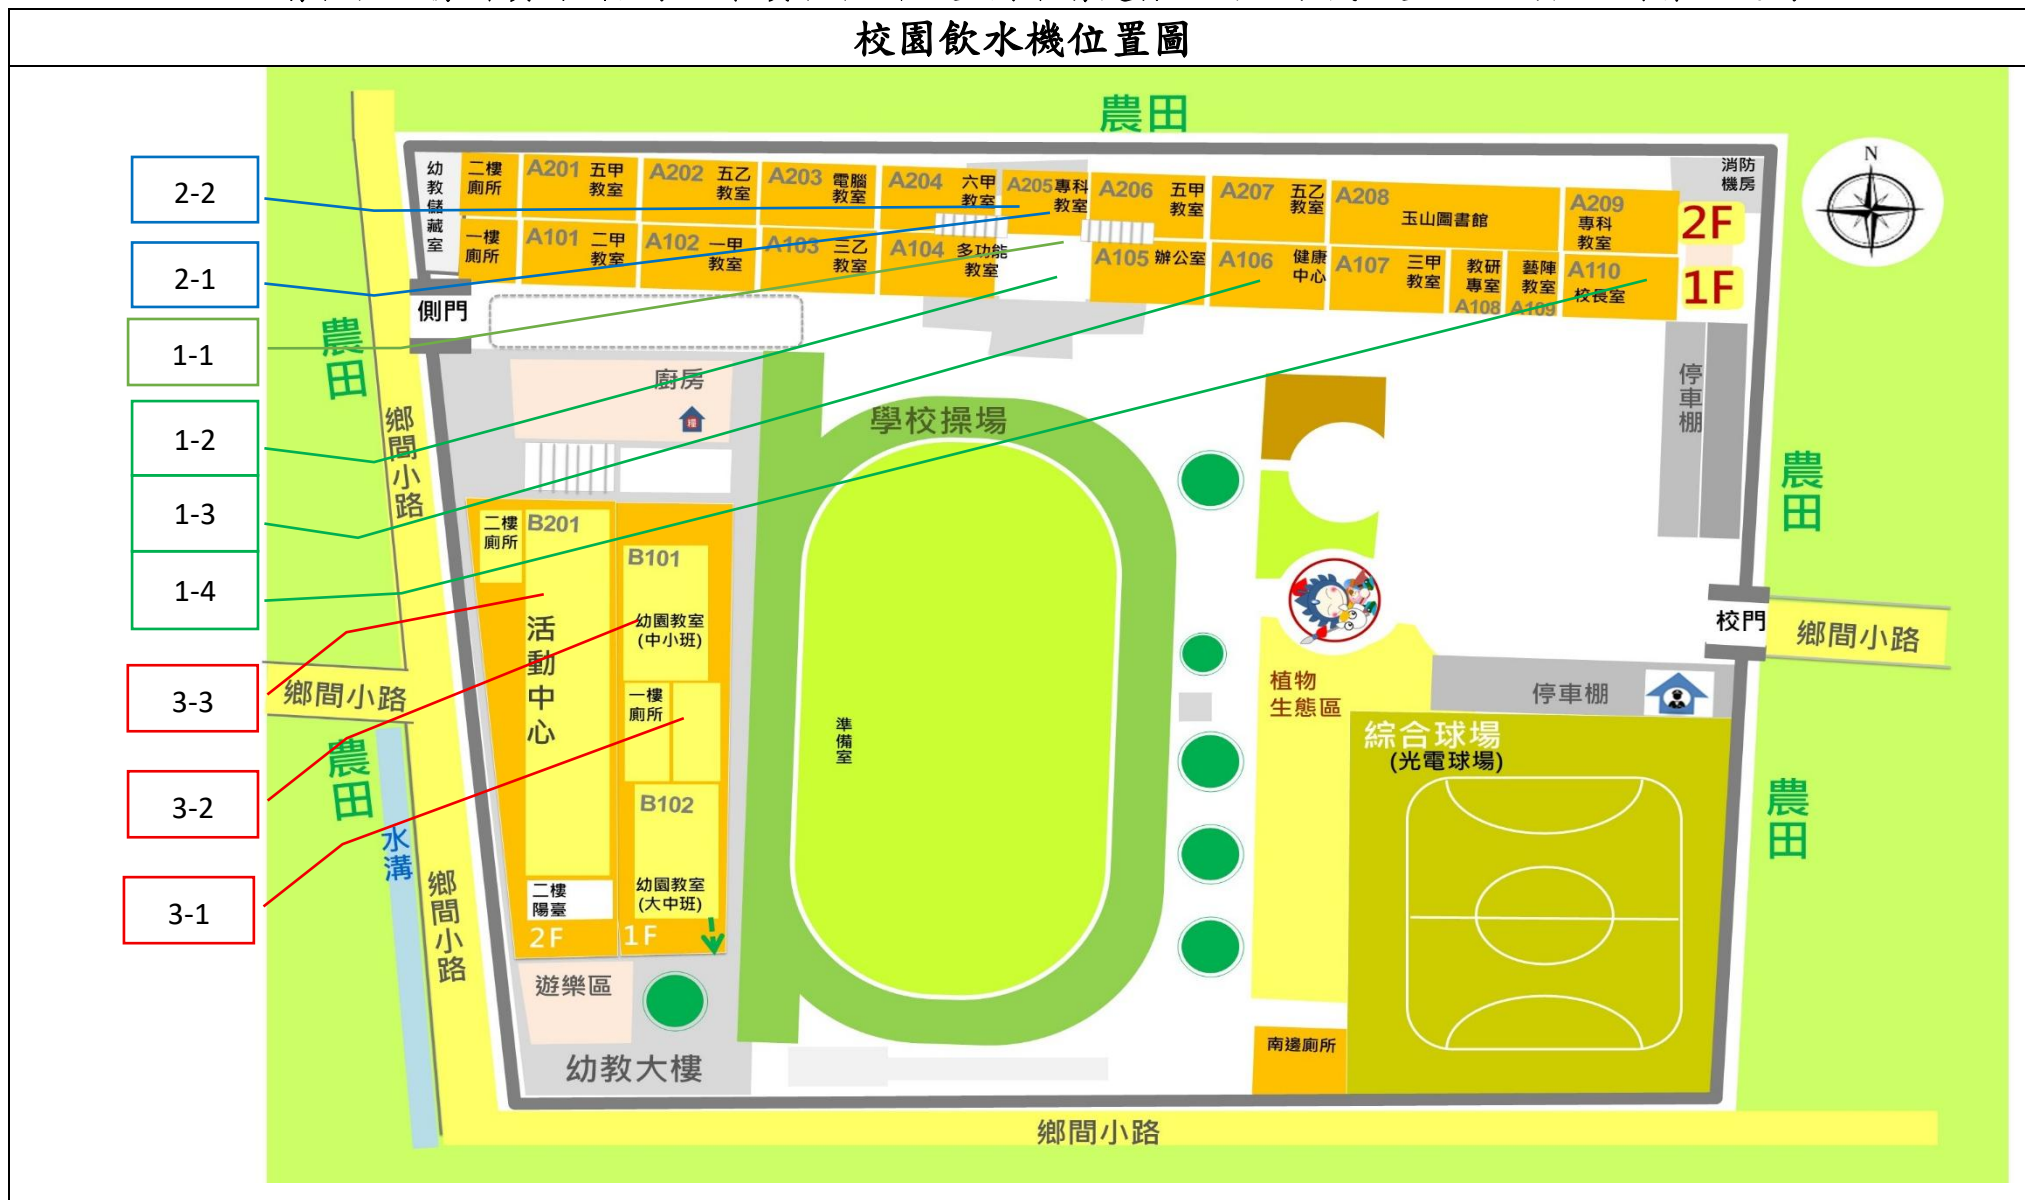 校園飲水機位置圖
農田
N
消防
機房
2-2
2-1
1-1
1-2
1-3
1-4
3-3
3-2
3-1
幼教儲藏室
二樓
廁所
A201 五甲
教室
A202 五乙
教室
A203 電腦
教室
A204 六甲
教室
A205 專科
教室
A206 五甲
教室
A207 五乙
教室
A208
玉山圖書館
A209
專科
教室
2F
一樓
廁所
A101 二甲
教室
A102 一甲
教室
A103 三乙
教室
A104 多功能
教室
A105 辦公室
A106 健康
中心
A107 三甲
教室
教研
專室
A108
藝陣
教室
A109
A110
校長室
1F
側門
農田
廚房
學校操場
停車棚
鄉間小路
農田
二樓
廁所
B201
B101
活動中心
幼園教室
(中小班)
校門
鄉間小路
鄉間小路
一樓
廁所
植物
生態區
停車棚
準備室
綜合球場
(光電球場)
農田
水溝
B102
農田
鄉間小路
幼園教室
(大中班)
二樓
陽臺
2F
1F
遊樂區
幼教大樓
南邊廁所
鄉間小路